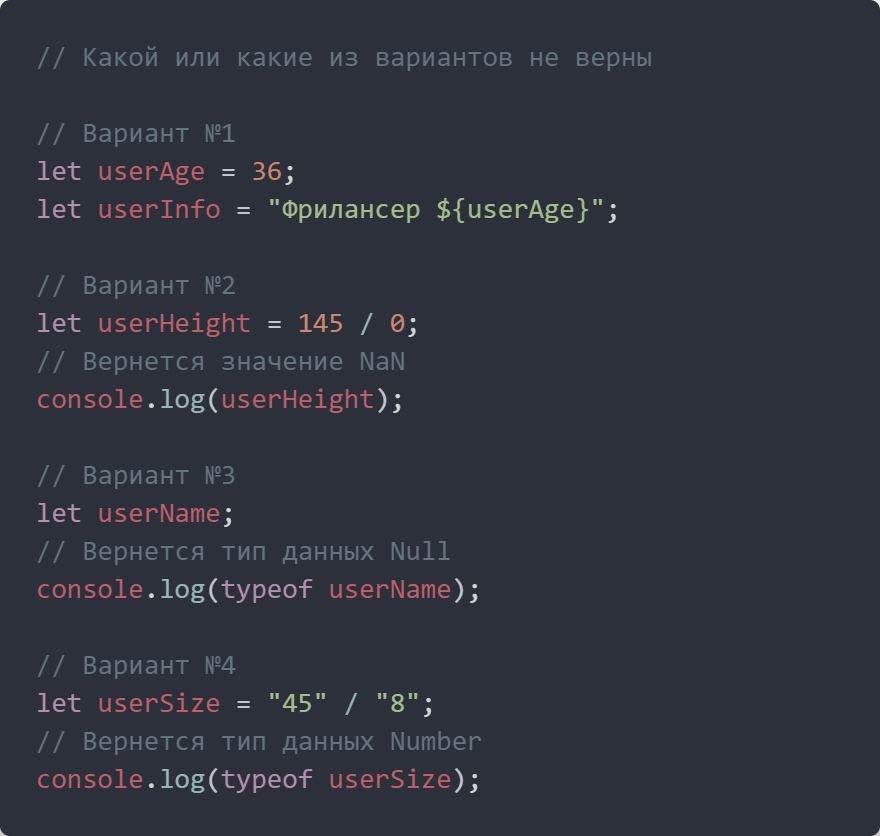 // Какой или какие из вариантов не верны
// Вариант №1
let userAge = 36;
let userInfo = "Фрилансер ${userAge}";
// Вариант №2
let userHeight = 145 / 0;
// Вернется значение NaN
console.log(userHeight);
// Вариант №3
let userName;
// Вернется тип данных Null
console.log(typeof userName);
// Вариант №4
let userSize = "45" / "8";
// Вернется тип данных Number
console.log(typeof userSize);